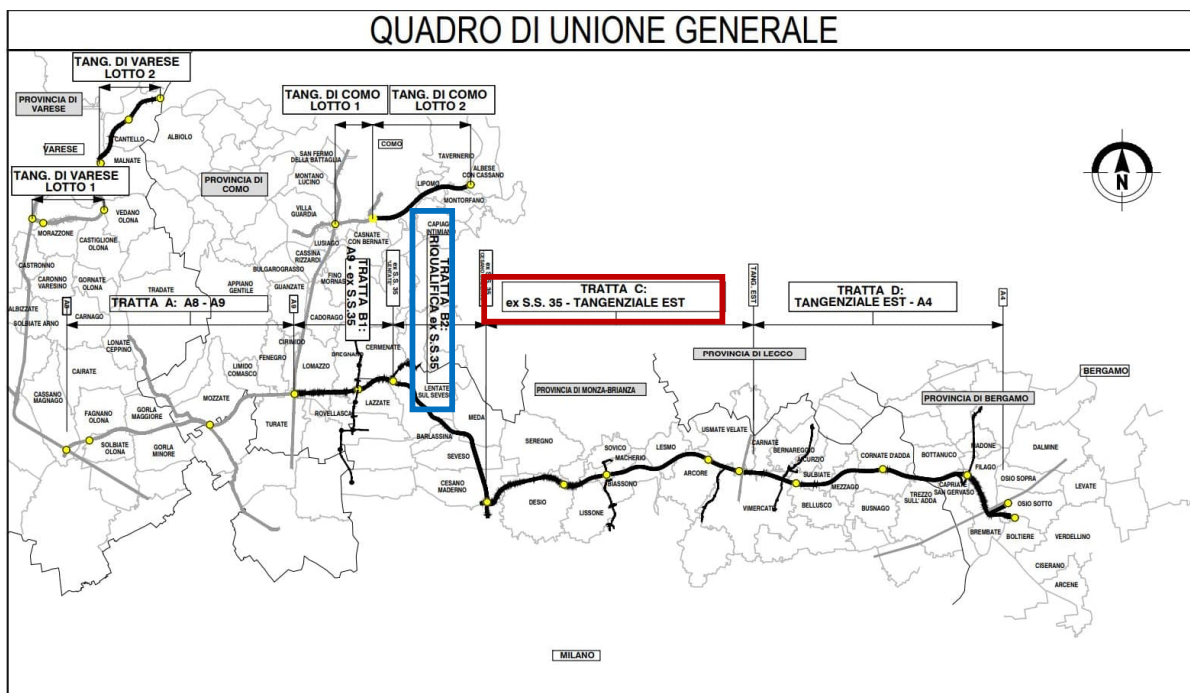 QUADRO DI UNIONE GENERALE
TANG. DI VARESE
LOTTO 2
PROVINCIA DI
VARESE
CANTELLO
ALBIOLO
VARESE
MALNATE
TANG. DI VARESE
LOTTO 1
TANG. DI COMO
LOTTO 1
TANG. DI COMO
LOTTO 2
COMO
SAN FERMO
DELLA BATTAGLIA
TAVERNERIO
ALBESE
CON CASSANO
MONTANO
LUCINO
LIPOMO
MONTORFANO
PROVINCIA DI
COMO
VILLA
GUARDIA
CAPIAGO
INTIMIANO
LUSIAGO
CASNATE
CON BERNATE
VEDANO
OLONA
MORAZZONE
CASTIGLIONE
OLONA
CASTRONNO
CARONNO
VARESINO
GORNATE
OLONA
TRADATE
APPIANO
GENTILE
BULGAROGRASSO
CASSINA
RIZZARDI
FINO
MORNAS
GUANZATE
ALBIZZATE
SOLBIATE ARNO
CARNAGO
A8
TRATTA A: A8 - A9
A9
TRATTA B1:
A9 - ex S.S.35
ex S.S. 35
TRATTA B2:
RIQUALIFICA ex S.S.35
ex S.S. 35
TRATTA C:
ex S.S. 35 - TANGENZIALE EST
TANG. EST
TRATTA D:
TANGENZIALE EST - A4
A4
N
CADORAGO
CIRIMIDO
FENEGRO
LOMAZZO
CERMENATE
LONATE
CEPPINO
LIMIDO
COMASCO
CAIRATE
MOZZATE
CASSANO
MAGNAGO
FAGNANO
OLONA
GORLA
MAGGIORE
SOLBIATE
OLONA
GORLA
MINORE
TURATE
ROVELLASCA
LAZZATE
LENTATE
SUL SEVESO
MEDA
BARLASSINA
SEVESO
CESANO
MADERNO
PROVINCIA DI LECCO
PROVINCIA DI MONZA-BRIANZA
PROVINCIA DI BERGAMO
BERGAMO
SEREGNO
DESIO
LISSONE
SOVICO
MACHERIO
BIASSONO
LESMO
ARCORE
USMATE VELATE
CARNATE
BERNAREGGIO
AICURZIO
SULBIATE
VIMERCATE
BELLUSCO
MEZZAGO
CORNATE D'ADDA
BUSNAGO
BOTTANUCO
TREZZO
SULL' ADDA
MADONE
FILAGO
CAPRIATE
SAN GERVASO
DALMINE
OSIO SOPRA
LEVATE
OSIO SOTTO
BREMBATE
BOLTIERE
VERDELLINO
CISERANO
ARCENE
MILANO